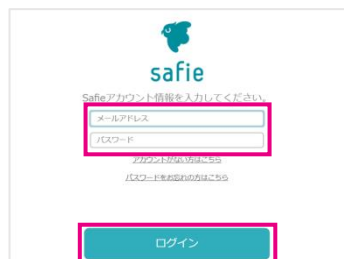 safie
Safieアカウント情報を入力してください。
メールアドレス
パスワード
アカウントがない方はこちら
パスワードをお忘れの方はこちら
ログイン